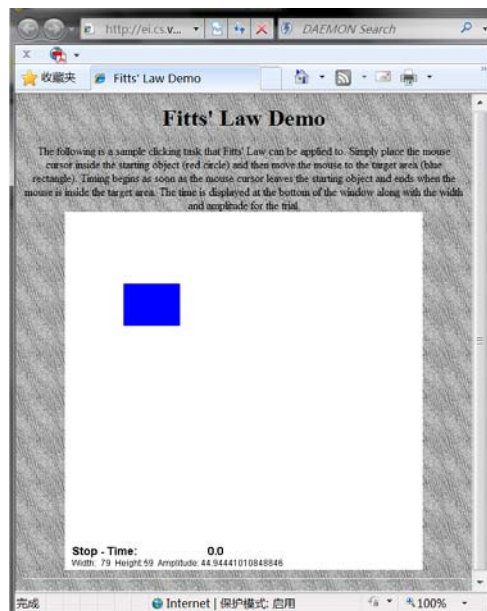 http://ei.cs.v...
DAEMON Search
x
收藏夹
Fitts' Law Demo
Fitts' Law Demo
The following is a sample clicking task that Fitts' Law can be applied to. Simply place the mouse
cursor inside the starting object (red circle) and then move the mouse to the target area (blue
rectangle). Timing begins as soon as the mouse cursor leaves the starting object and ends when the
mouse is inside the target area. The time is displayed at the bottom of the window along with the width
and amplitude for the trial.
Stop - Time: 0.0
Width: 79 Height 59 Amplitude: 44.94441010848846
完成
Internet | 保护模式: 启用
100%